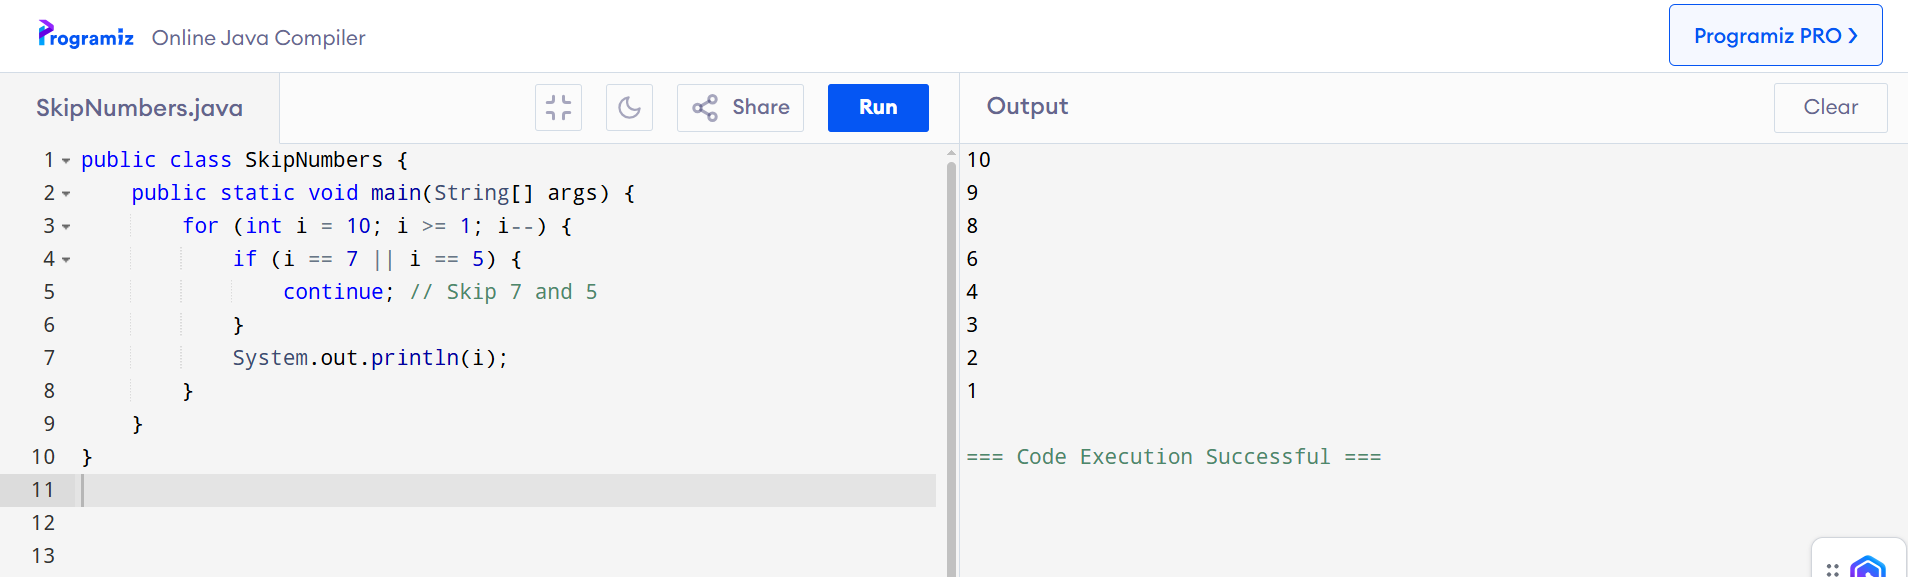 Programiz Online Java Compiler
Programiz PRO ❯
SkipNumbers.java
Share
Run
Output
Clear
1 public class SkipNumbers {
2     public static void main(String[] args) {
3         for (int i = 10; i >= 1; i--) {
4             if (i == 7 || i == 5) {
5                 continue; // Skip 7 and 5
6             }
7             System.out.println(i);
8         }
9     }
10 }
11
12
13
10
9
8
6
4
3
2
1
=== Code Execution Successful ===